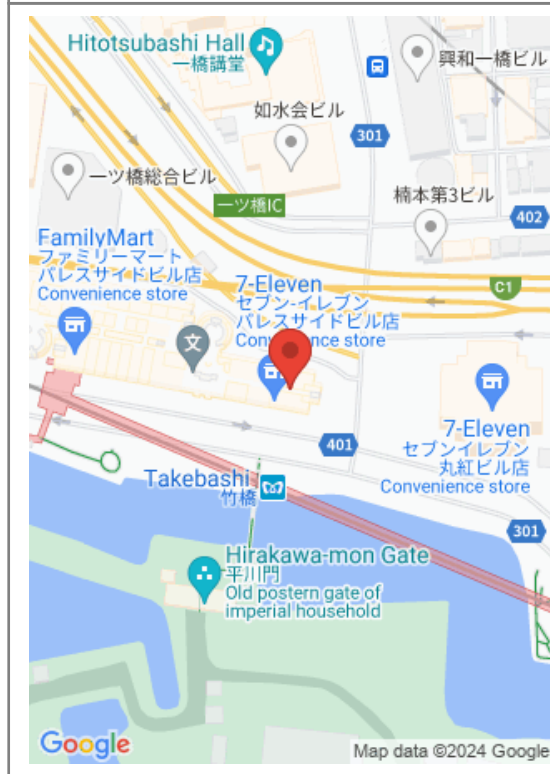 Hitotsubashi Hall
一橋講堂
興和一橋ビル
如水会ビル
301
一ツ橋総合ビル
一ツ橋IC
楠本第3ビル
402
FamilyMart
ファミリーマート
パレスサイドビル店
Convenience store
7-Eleven
セブン-イレブン
パレスサイドビル店
store
C1
文
7-Eleven
セブンイレブン
丸紅ビル店
Convenience store
401
Takebashi
竹橋
301
Hirakawa-mon Gate
平川門
Old postern gate of
imperial household
Google
Map data ©2024 Google